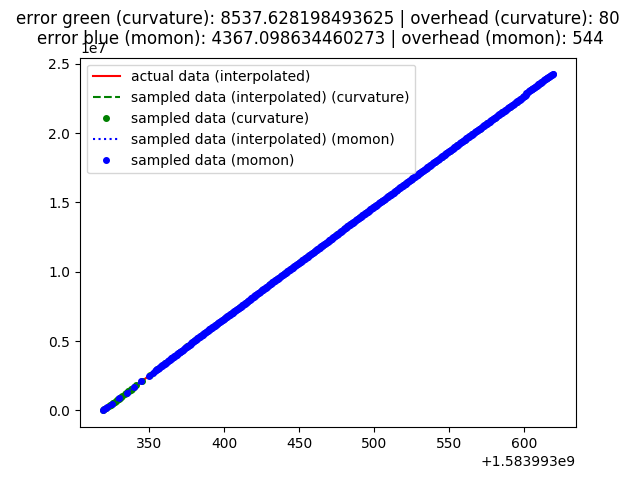 error green (curvature): 8537.628198493625 | overhead (curvature): 80
error blue (momon): 4367.098634460273 | overhead (momon): 544
1e7
2.5
2.0
1.5
1.0
0.5
0.0
actual data (interpolated)
sampled data (interpolated) (curvature)
sampled data (curvature)
sampled data (interpolated) (momon)
sampled data (momon)
350 400 450 500 550 600
+1.583993e9